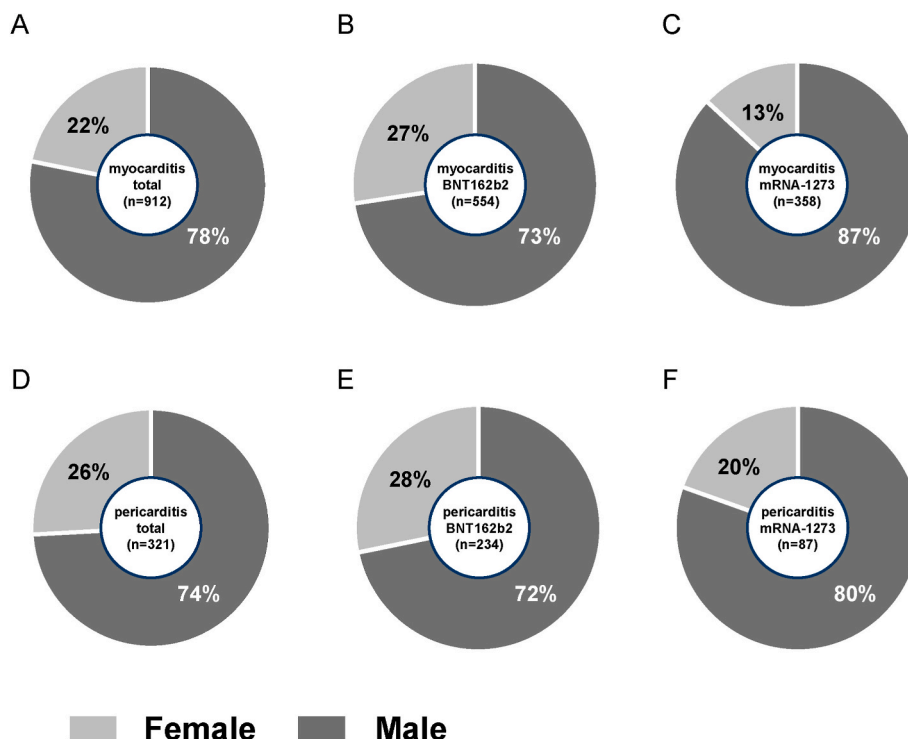 A
B
C
22%
78%
myocarditis
total
(n=912)
27%
73%
myocarditis
BNT162b2
(n=554)
13%
87%
myocarditis
mRNA-1273
(n=358)
D
E
F
26%
74%
pericarditis
total
(n=321)
28%
72%
pericarditis
BNT162b2
(n=234)
20%
80%
pericarditis
mRNA-1273
(n=87)
Female
Male